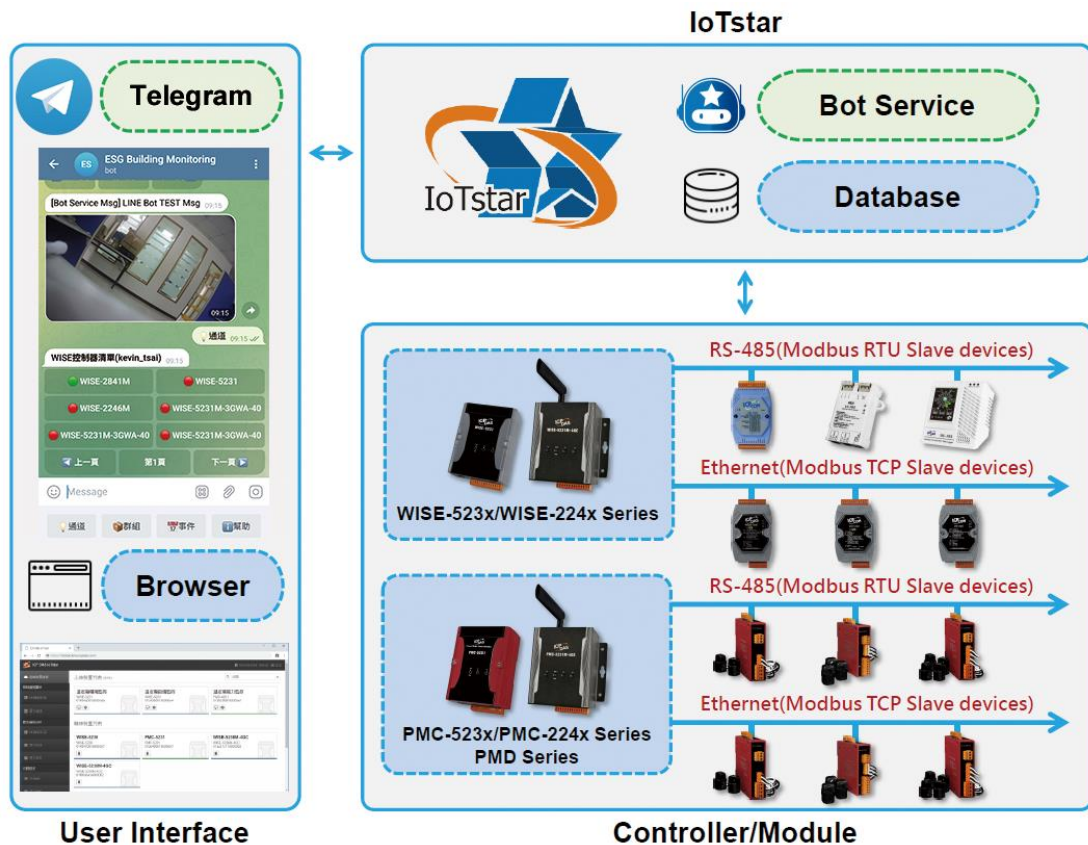 IoTstar
Telegram
ES
ESG Building Monitoring
bot
[Bot Service Msg] LINE Bot TEST Msg 09:15
09:15
💡通道 09:15
WISE控制器清單(kevin_tsai) 09:15
WISE-2841M
WISE-5231
WISE-2246M
WISE-5231M-3GWA-40
WISE-5231M-3GWA-40
WISE-5231M-3GWA-40
上一頁
第1頁
下一頁
Message
通道
群組
事件
幫助
Browser
User Interface
IoTstar
Bot Service
Database
RS-485(Modbus RTU Slave devices)
Ethernet(Modbus TCP Slave devices)
WISE-523x/WISE-224x Series
RS-485(Modbus RTU Slave devices)
Ethernet(Modbus TCP Slave devices)
PMC-523x/PMC-224x Series
PMD Series
Controller/Module